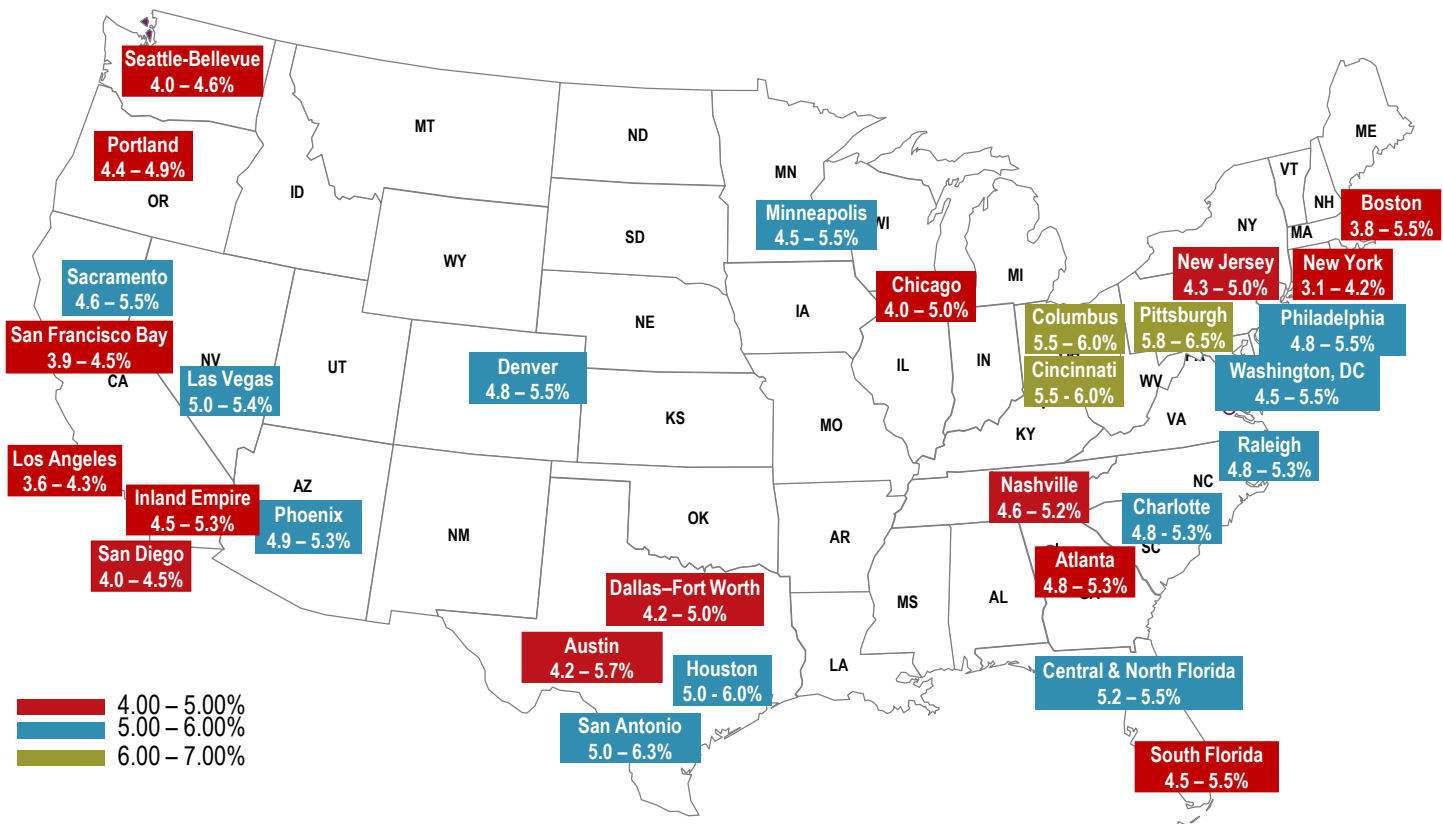 Seattle-Bellevue
4.0 – 4.6%
MT
ND
ME
Portland
4.4 – 4.9%
MN
VT
OR
ID
NH
Boston
3.8 – 5.5%
Minneapolis
4.5 – 5.5%
WI
SD
NY
MA
WY
MI
New Jersey
4.3 – 5.0%
New York
3.1 – 4.2%
Sacramento
4.6 – 5.5%
Chicago
4.0 – 5.0%
IA
NE
Columbus
5.5 – 6.0%
Pittsburgh
5.8 – 6.5%
Philadelphia
4.8 – 5.5%
San Francisco Bay
3.9 – 4.5%
NV
CA
UT
Las Vegas
5.0 – 5.4%
Denver
4.8 – 5.5%
IL
IN
Cincinnati
5.5 - 6.0%
WV
Washington, DC
4.5 – 5.5%
KS
MO
KY
VA
Raleigh
4.8 – 5.3%
Los Angeles
3.6 – 4.3%
AZ
Inland Empire
4.5 – 5.3%
Phoenix
4.9 – 5.3%
NM
OK
AR
Nashville
4.6 – 5.2%
NC
Charlotte
4.8 - 5.3%
SC
San Diego
4.0 – 4.5%
Atlanta
4.8 – 5.3%
Dallas–Fort Worth
4.2 – 5.0%
MS
AL
Austin
4.2 – 5.7%
Houston
5.0 - 6.0%
LA
Central & North Florida
5.2 – 5.5%
San Antonio
5.0 – 6.3%
South Florida
4.5 – 5.5%
4.00 – 5.00%
5.00 – 6.00%
6.00 – 7.00%